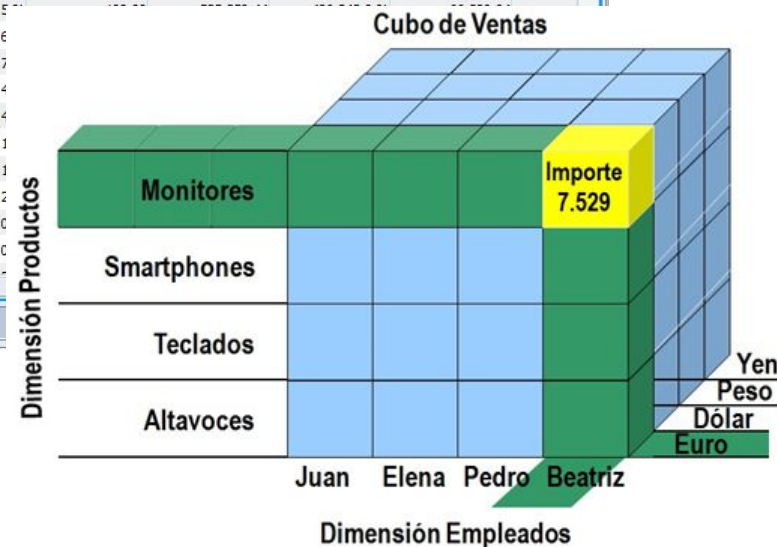 Cubo de Ventas
Dimensión Productos
Monitores
Importe
7.529
Smartphones
Teclados
Altavoces
Yen
Peso
Dólar
Euro
Juan Elena Pedro Beatriz
Dimensión Empleados